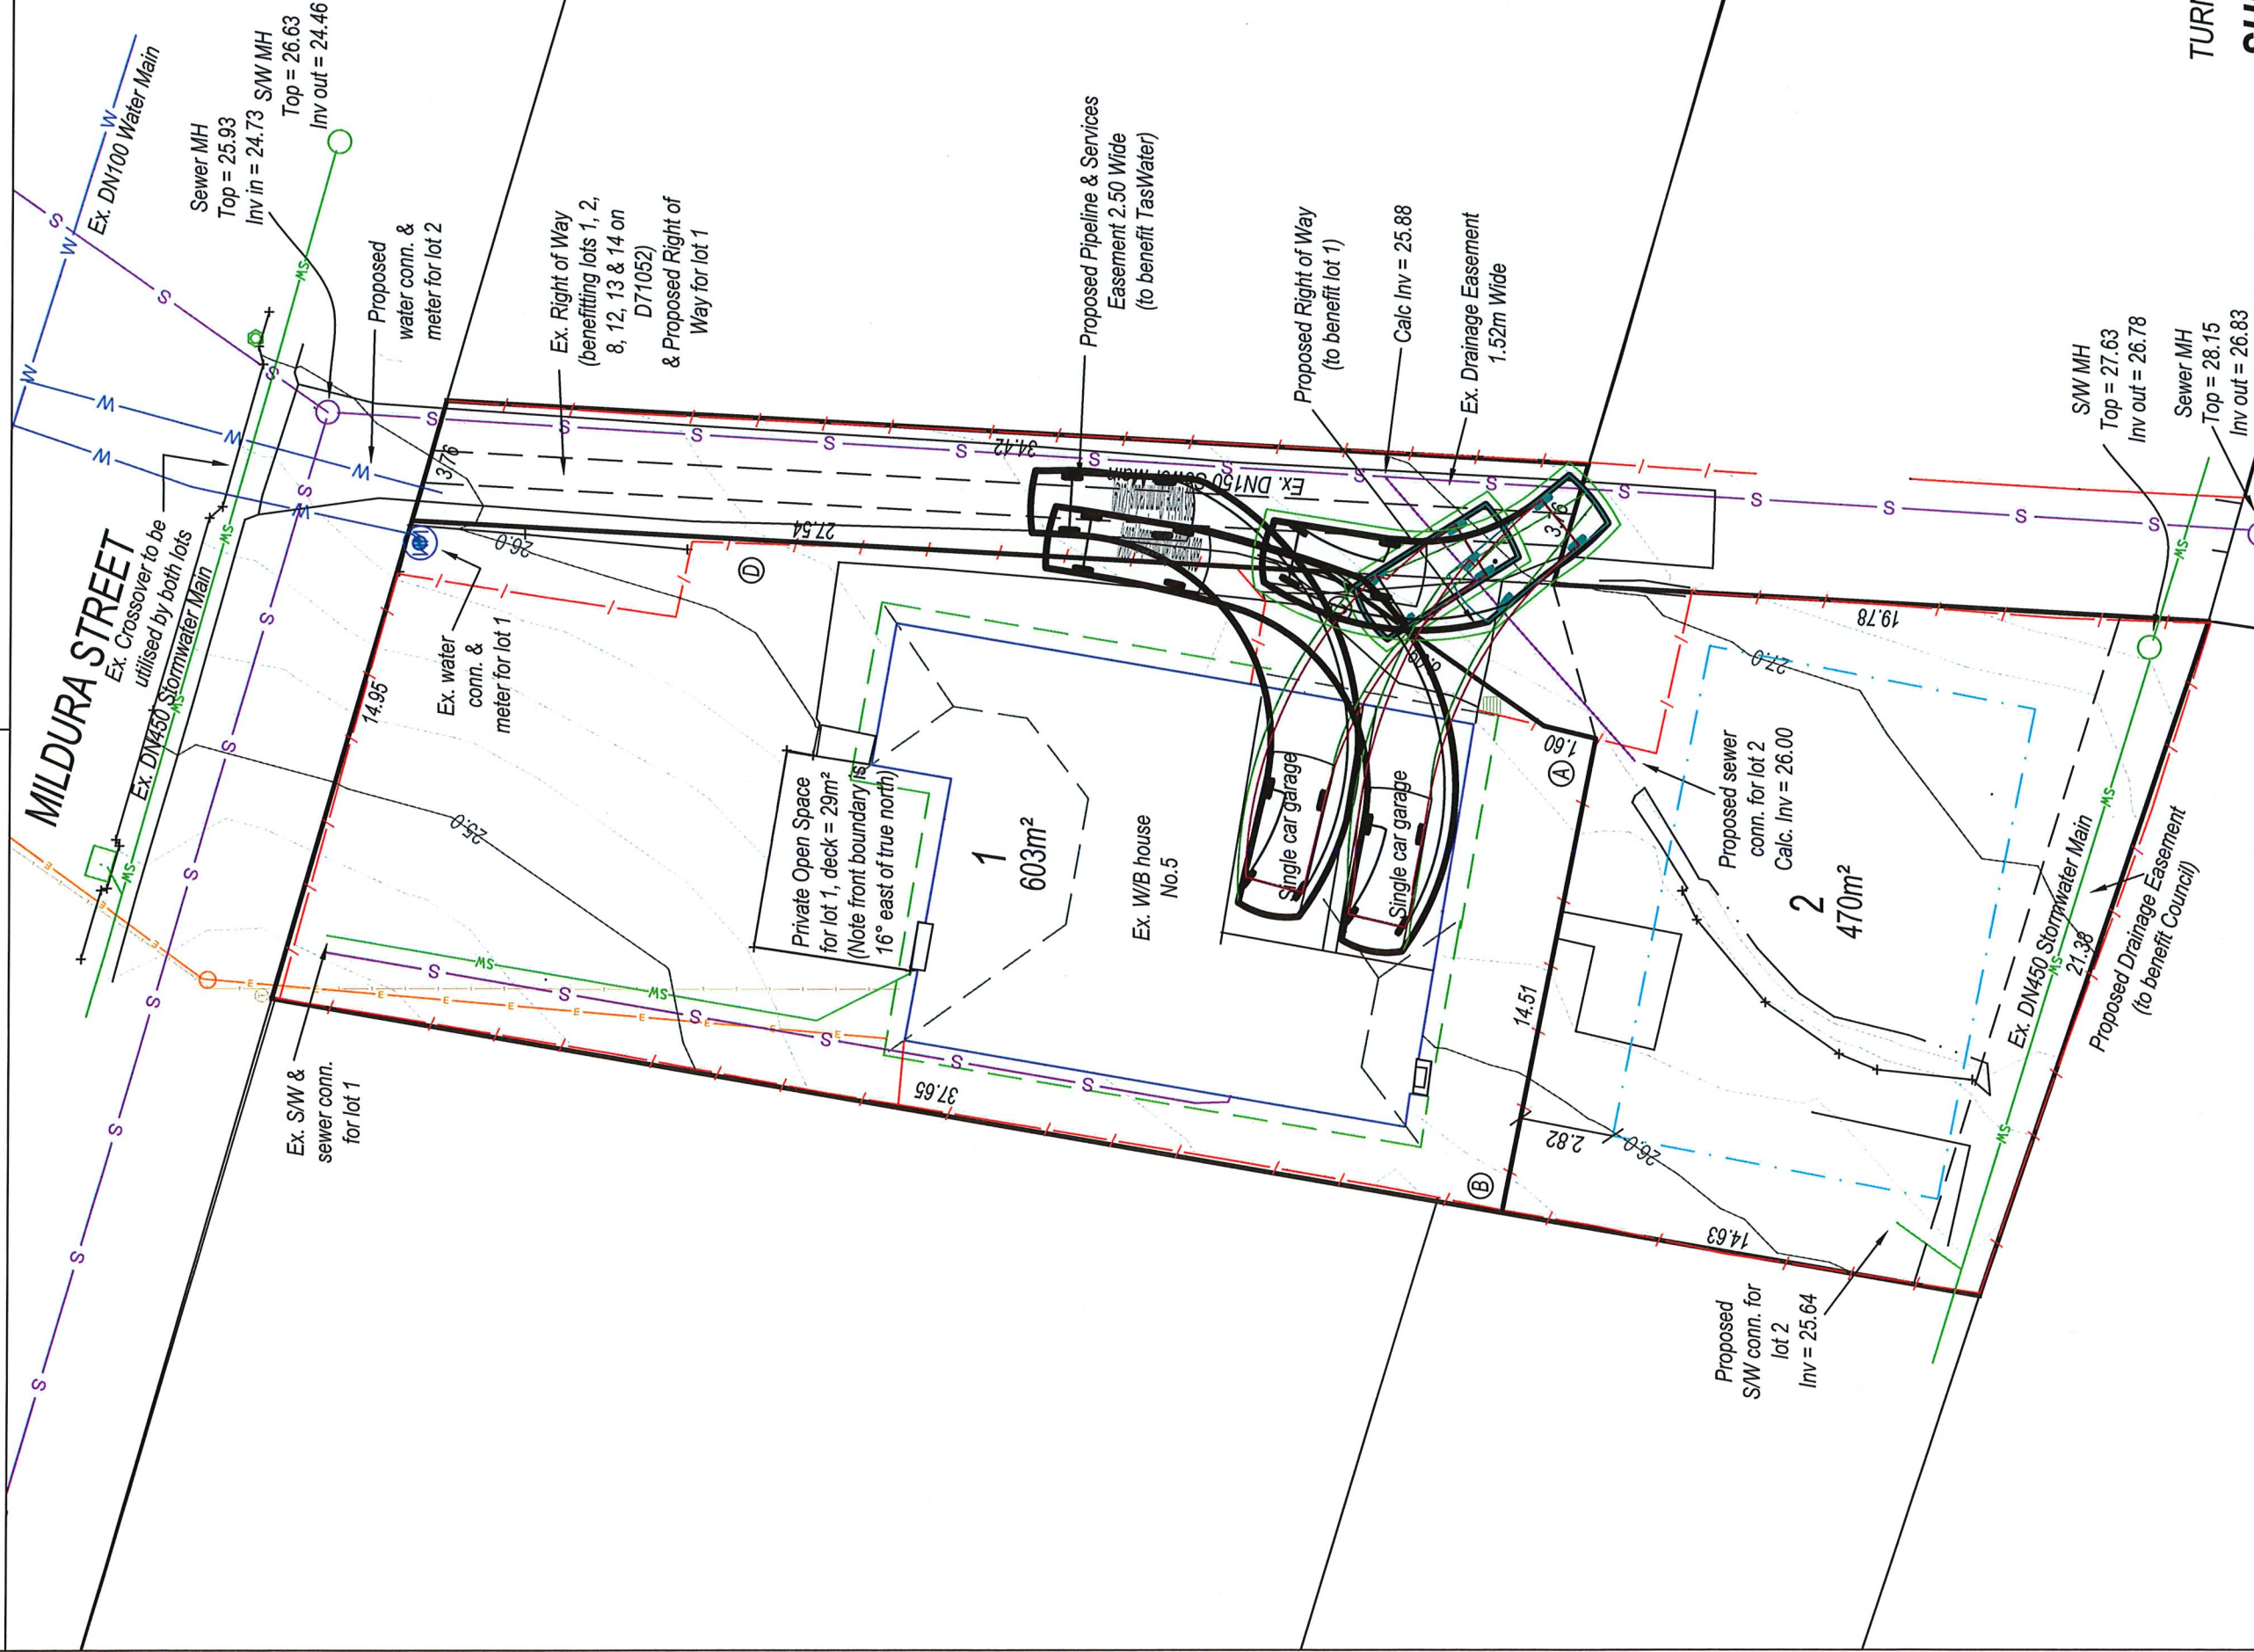 MILDURA STREET
Ex. Crossover to be
utilised by both lots
Ex. DN450 Stormwater Main
Ex. DN100 Water Main
Sewer MH
Top = 25.93
Inv in = 24.73
S/W MH
Top = 26.63
Inv out = 24.46
Proposed
water conn. &
meter for lot 2
Ex. Right of Way
(benefitting lots 1, 2,
8, 12, 13 & 14 on
D71052)
& Proposed Right of
Way for lot 1
Proposed Pipeline & Services
Easement 2.50 Wide
(to benefit TasWater)
Proposed Right of Way
(to benefit lot 1)
Calc Inv = 25.88
Ex. Drainage Easement
1.52m Wide
S/W MH
Top = 27.63
Inv out = 26.78
Sewer MH
Top = 28.15
Inv out = 26.83
TURI
3.76
34.42
27.54
26.0
D
Ex. DN150
14.95
Ex. water
conn. &
meter for lot 1
25.0
Private Open Space
for lot 1, deck = 29m²
(Note front boundary is
16° east of true north)
1
603m²
Ex. W/B house
No.5
Single car garage
Single car garage
1.60
A
19.78
27.0
Proposed sewer
conn. for lot 2
Calc. Inv = 26.00
2
470m²
14.51
Ex. DN450 Stormwater Main
21.38
Proposed Drainage Easement
(to benefit Council)
Ex. S/W &
sewer conn.
for lot 1
37.65
B
2.82
26.0
14.63
Proposed
S/W conn. for
lot 2
Inv = 25.64